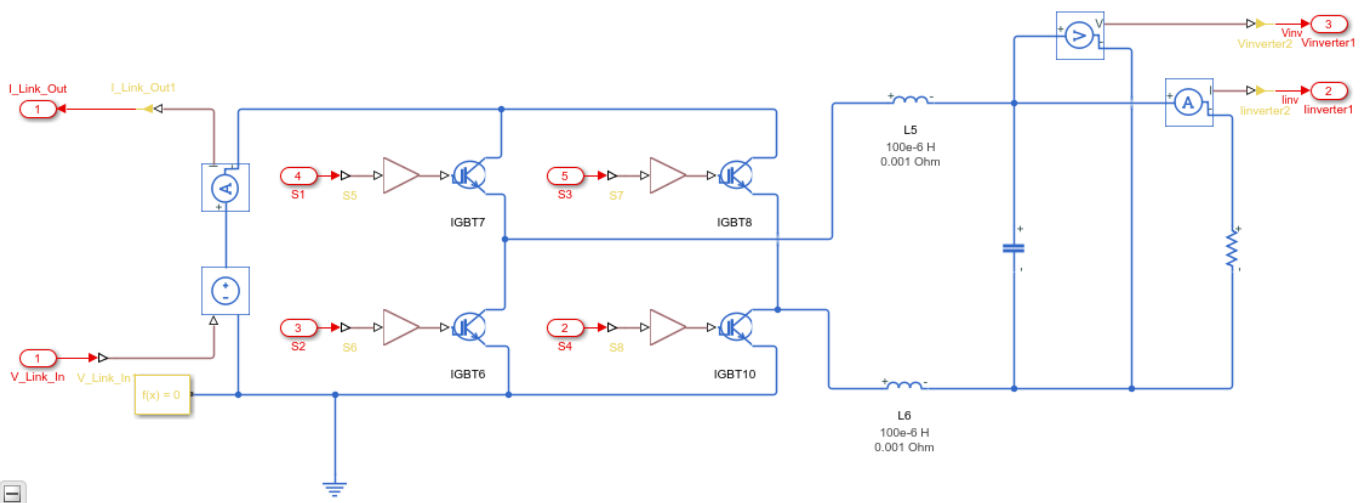 V
3
Vinv
Vinverter2
Vinverter1
I_Link_Out
I_Link_Out1
1
I
2
Iinv
Iinverter2
Iinverter1
A
V
A
L5
100e-6 H
0.001 Ohm
4
S1
S5
IGBT7
5
S3
S7
IGBT8
3
S2
S6
IGBT6
2
S4
S8
IGBT10
1
V_Link_In
V_Link_In
f(x) = 0
L6
100e-6 H
0.001 Ohm